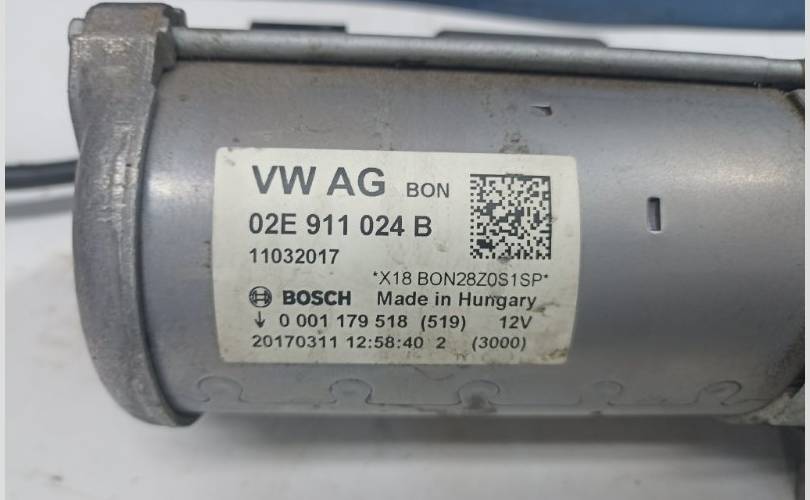 VW AG BON
02E 911 024 B
11032017
*X18 BON28Z0S1SP*
BOSCH Made in Hungary
↓ 0 001 179 518 (519) 12V
20170311 12:58:40 2 (3000)